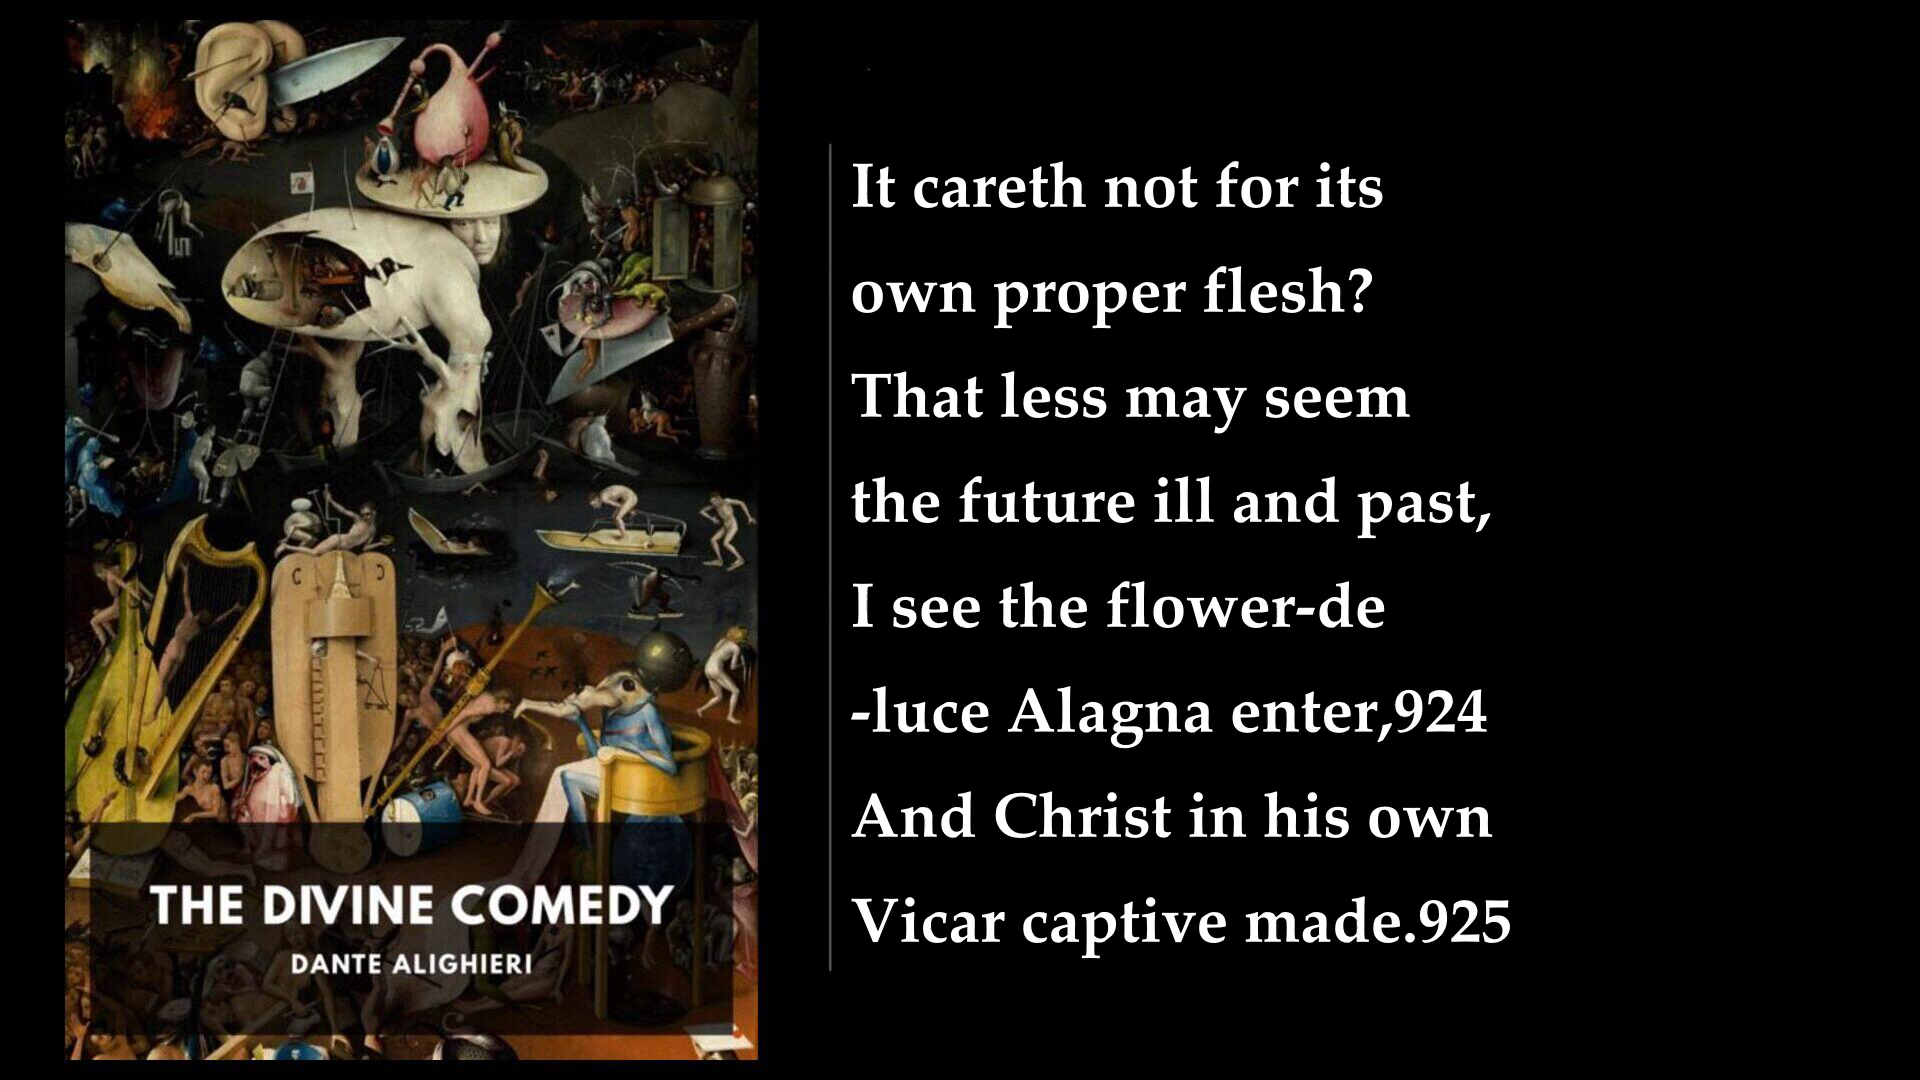 THE DIVINE COMEDY
DANTE ALIGHIERI
It careth not for its
own proper flesh?
That less may seem
the future ill and past,
I see the flower-de
-luce Alagna enter,924
And Christ in his own
Vicar captive made.925